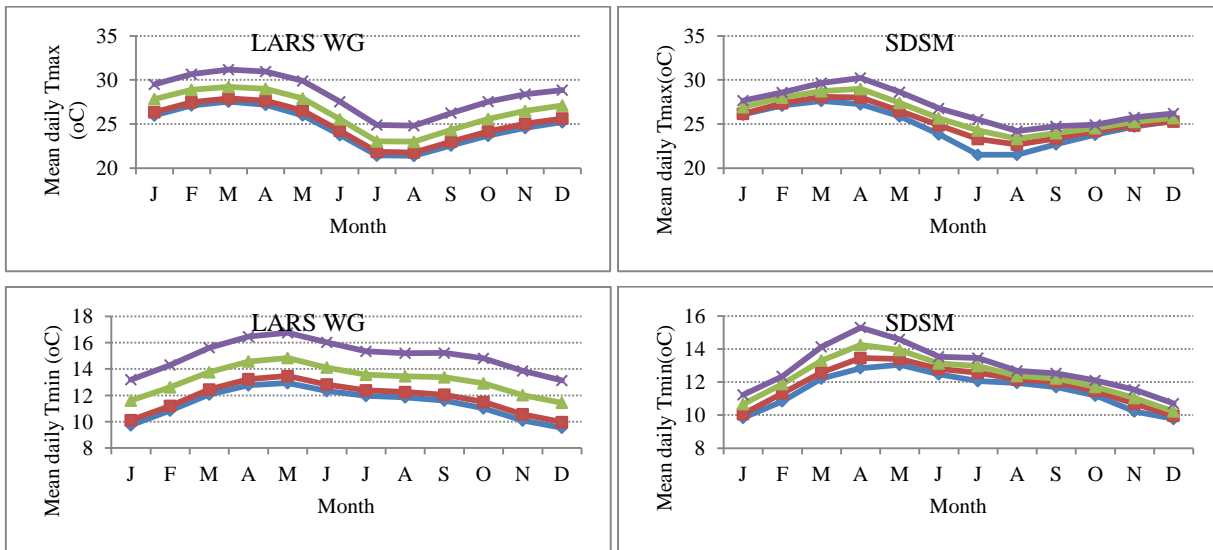 LARS WG
Mean daily Tmax
(oC)
35
30
25
20
J F M A M J J A S O N D
Month
SDSM
Mean daily Tmax(oC)
35
30
25
20
J F M A M J J A S O N D
Month
LARS WG
Mean daily Tmin (oC)
18
16
14
12
10
8
J F M A M J J A S O N D
Month
SDSM
Mean daily Tmin(oC)
16
14
12
10
8
J F M A M J J A S O N D
Month